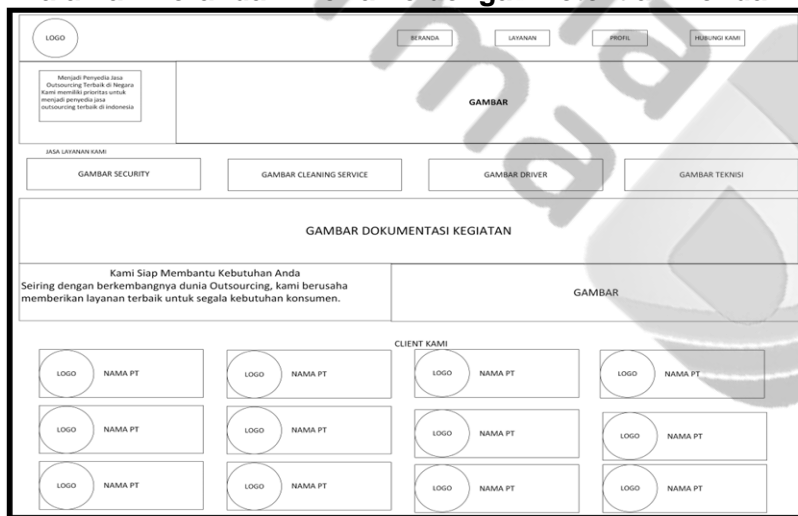 LOGO
BERANDA
LAYANAN
PROFIL
HUBUNGI KAMI
Menjadi Penyedia Jasa
Outsourcing Terbaik di Negara
Kami memiliki prioritas untuk
menjadi penyedia jasa
outsourcing terbaik di indonesia
GAMBAR
JASA LAYANAN KAMI
GAMBAR SECURITY
GAMBAR CLEANING SERVICE
GAMBAR DRIVER
GAMBAR TEKNISI
GAMBAR DOKUMENTASI KEGIATAN
Kami Siap Membantu Kebutuhan Anda
Seiring dengan berkembangnya dunia Outsourcing, kami berusaha
memberikan layanan terbaik untuk segala kebutuhan konsumen.
GAMBAR
CLIENT KAMI
LOGO NAMA PT
LOGO NAMA PT
LOGO NAMA PT
LOGO NAMA PT
LOGO NAMA PT
LOGO NAMA PT
LOGO NAMA PT
LOGO NAMA PT
LOGO NAMA PT
LOGO NAMA PT
LOGO NAMA PT
LOGO NAMA PT